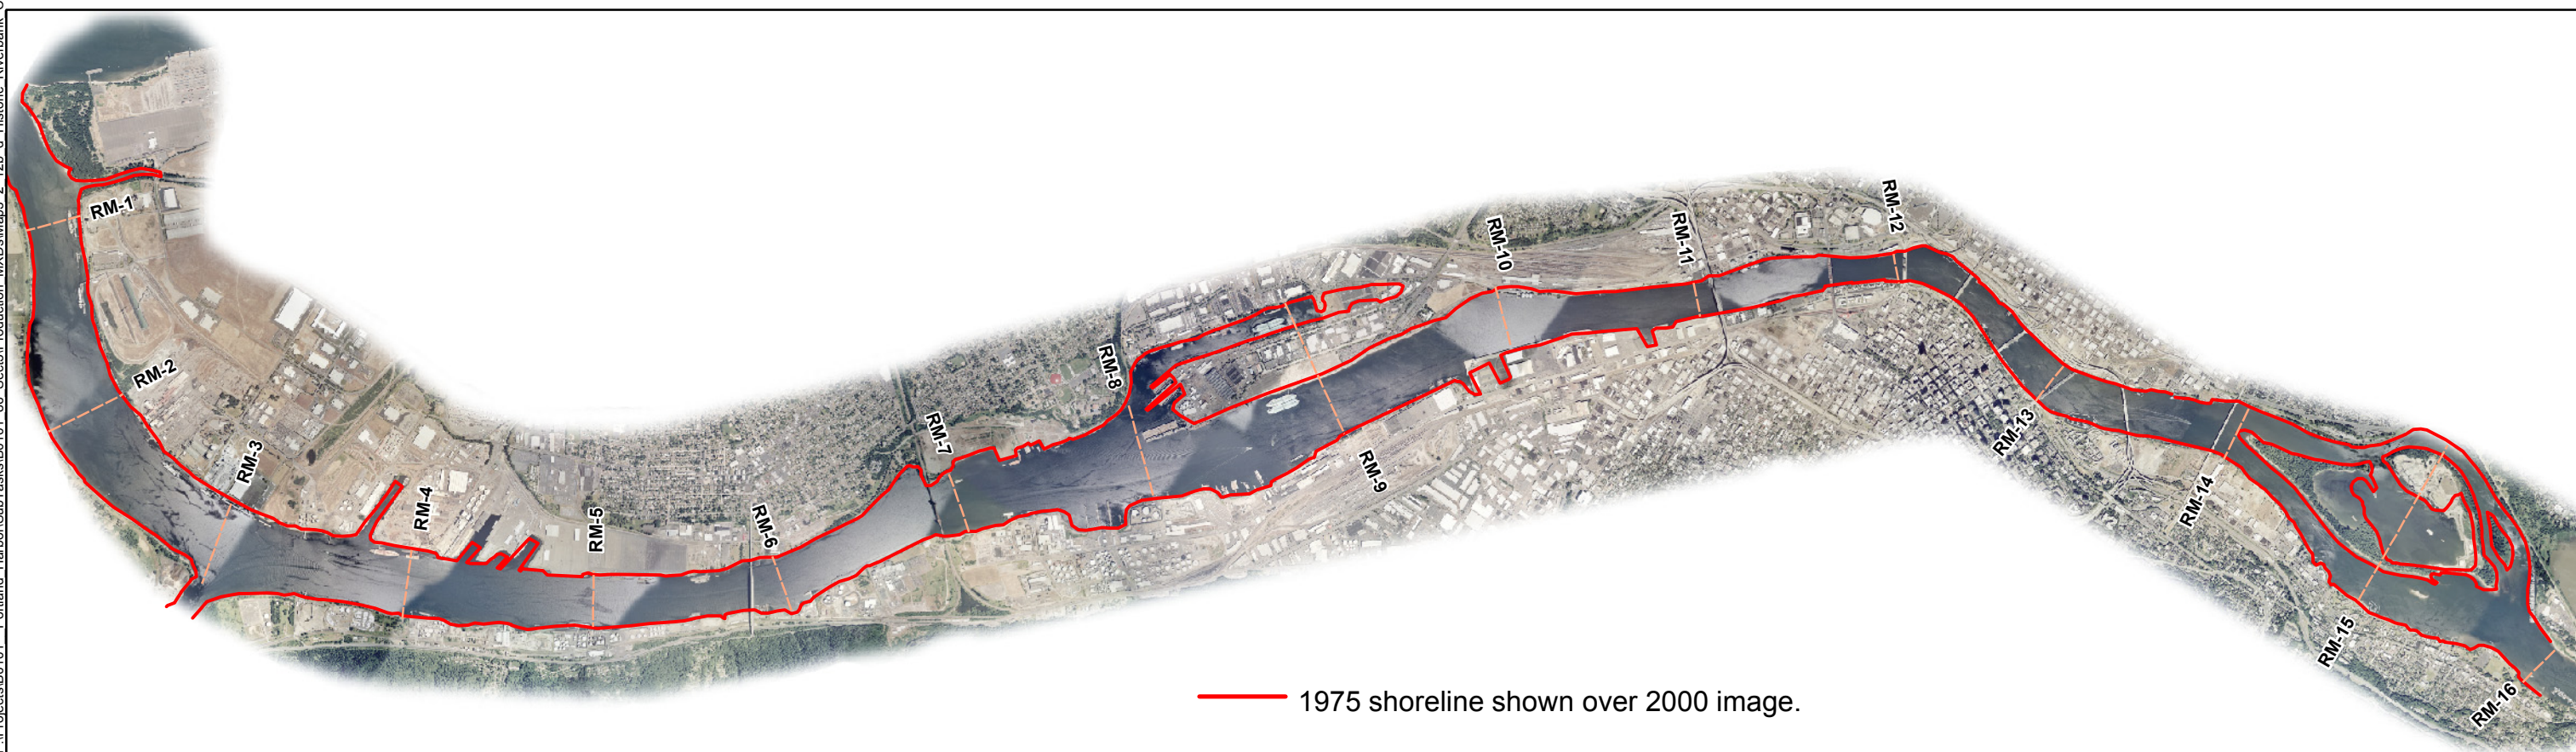 RM-1
RM-2
RM-3
RM-4
RM-5
RM-6
RM-7
RM-8
RM-9
RM-10
RM-11
RM-12
RM-13
RM-14
RM-15
RM-16
1975 shoreline shown over 2000 image.